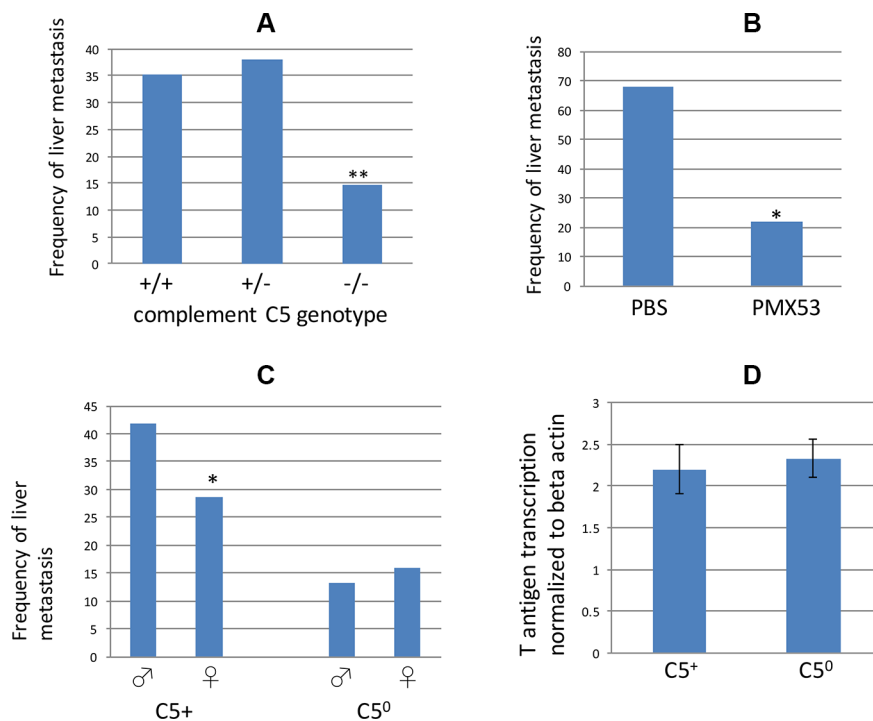 A
Frequency of liver metastasis
40
35
30
25
20
15
10
5
0
**
+/+ +/- -/-
complement C5 genotype
B
Frequency of liver metastasis
80
70
60
50
40
30
20
10
0
*
PBS PMX53
C
Frequency of liver
metastasis
45
40
35
30
25
20
15
10
5
0
*
♂ ♀ ♂ ♀
C5+ C5⁰
D
T antigen transcription
normalized to beta actin
3
2.5
2
1.5
1
0.5
0
C5⁺ C5⁰